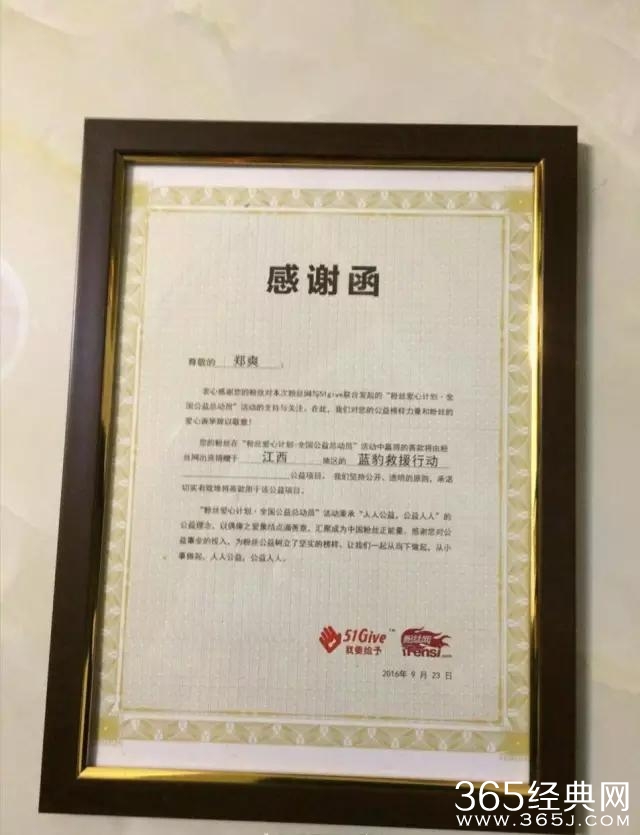 感谢函
尊敬的 郑爽 :
衷心感谢您的粉丝对本次粉丝网与51give联合发起的“粉丝爱心计划·全
国公益总动员”活动的支持与关注。在此，我们对您的公益榜样力量和粉丝的
爱心善举致以敬意！
您的粉丝在“粉丝爱心计划·全国公益总动员”活动中赢得的善款将由粉
丝网出资捐赠于 江西 地区的 蓝豹救援行动
公益项目。我们坚持公开、透明的原则，承诺
切实有效地将善款用于该公益项目。
“粉丝爱心计划·全国公益总动员”活动秉承“人人公益，公益人人”的
公益理念，以偶像之爱集结点滴善意，汇聚成为中国粉丝正能量。感谢您对公
益事业的投入，为粉丝公益树立了坚实的榜样，让我们一起从当下做起，从小
事做起，人人公益，公益人人。
51Give™
我要给予
粉丝网
ifensi.com
2016年 9 月 23 日
365经典网
WWW.365J.COM